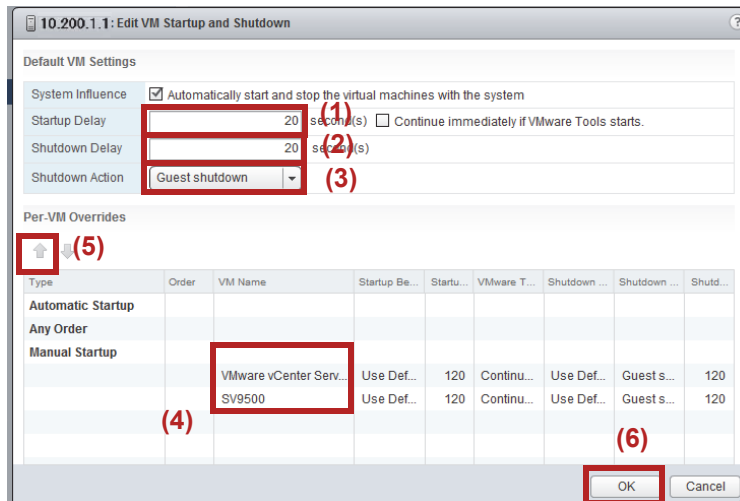 10.200.1.1: Edit VM Startup and Shutdown ?
Default VM Settings
System Influence Automatically start and stop the virtual machines with the system
Startup Delay 20 second(s) (1) Continue immediately if VMware Tools starts.
Shutdown Delay 20 second(s) (2)
Shutdown Action Guest shutdown (3)
Per-VM Overrides
(5)
Type Order VM Name Startup Be... Startu... VMware T... Shutdown ... Shutdown ... Shutd...
Automatic Startup
Any Order
Manual Startup
VMware vCenter Serv... Use Def... 120 Continu... Use Def... Guest s... 120
SV9500 Use Def... 120 Continu... Use Def... Guest s... 120
(4)
(6)
OK Cancel